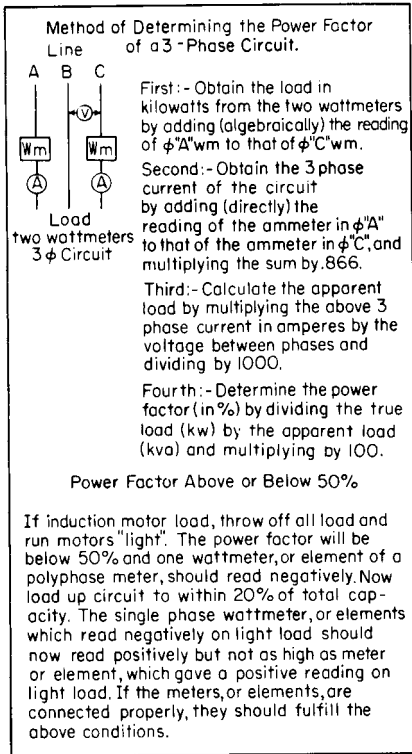 Method of Determining the Power Factor
Line of a 3-Phase Circuit.
A B C
V
Wm Wm
A A
Load
two wattmeters
3 ϕ Circuit
First:- Obtain the load in
kilowatts from the two wattmeters
by adding (algebraically) the reading
of ϕ"A"wm to that of ϕ"C"wm.
Second:- Obtain the 3 phase
current of the circuit
by adding (directly) the
reading of the ammeter in ϕ"A"
to that of the ammeter in ϕ"C", and
multiplying the sum by .866.
Third:- Calculate the apparent
load by multiplying the above 3
phase current in amperes by the
voltage between phases and
dividing by 1000.
Fourth:- Determine the power
factor (in %) by dividing the true
load (kw) by the apparent load
(kva) and multiplying by 100.
Power Factor Above or Below 50%
If induction motor load, throw off all load and
run motors "light". The power factor will be
below 50% and one wattmeter, or element of a
polyphase meter, should read negatively. Now
load up circuit to within 20% of total cap-
acity. The single phase wattmeter, or elements
which read negatively on light load should
now read positively but not as high as meter
or element, which gave a positive reading on
light load. If the meters, or elements, are
connected properly, they should fulfill the
above conditions.